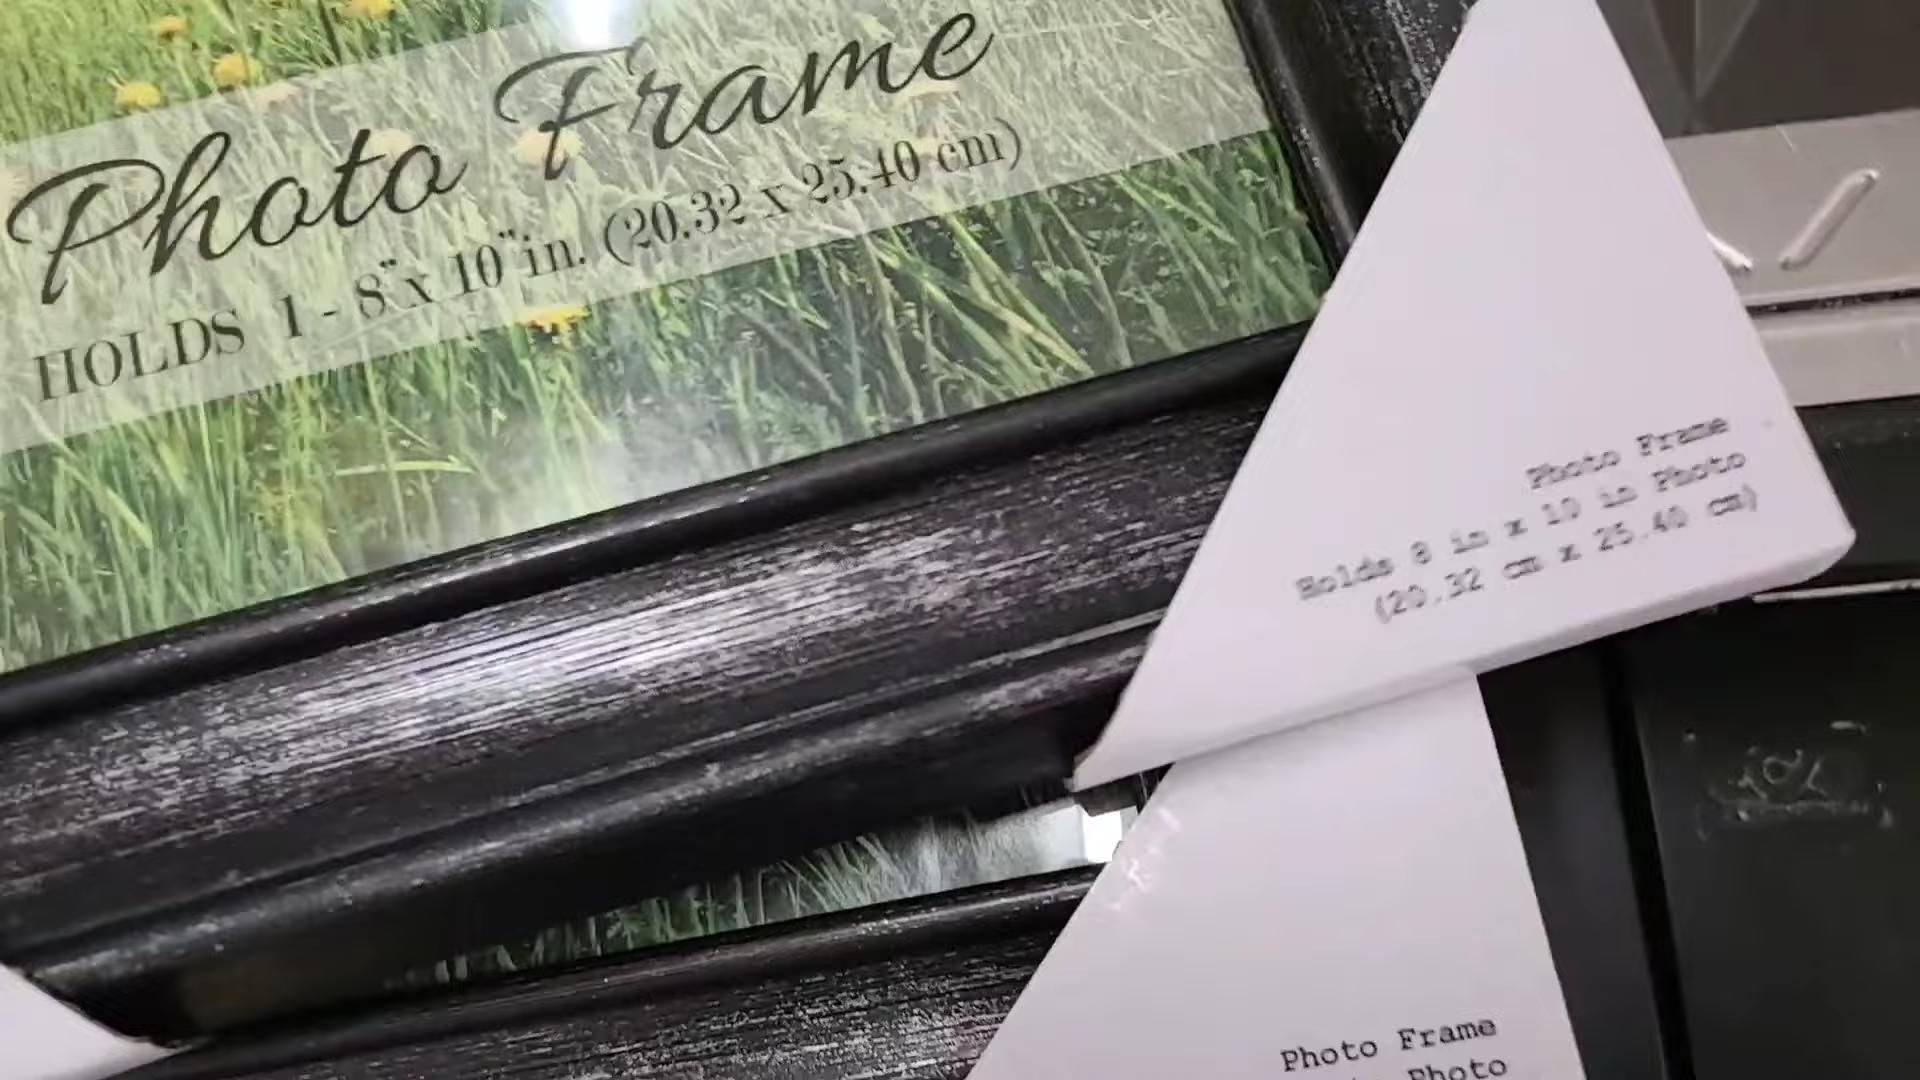 Photo Frame
HOLDS 1 - 8"x 10"in. (20.32 x 25.40 cm)
Photo Frame
Holds 8 in x 10 in Photo
(20.32 cm x 25.40 cm)
Photo Frame
Photo